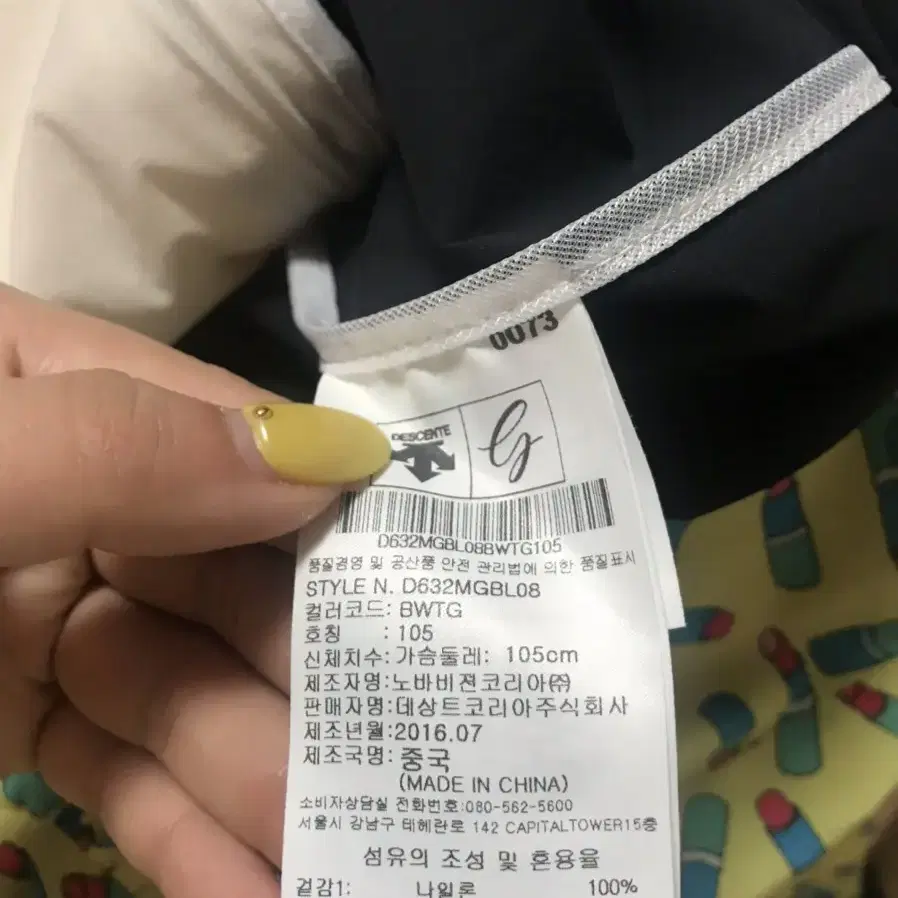 0073
DESCENTE G
D632MGBL08BWTG105
품질경영 및 공산품 안전 관리법에 의한 품질표시
STYLE N. D632MGBL08
컬러코드: BWTG
호칭 : 105
신체치수: 가슴둘레: 105cm
제조자명: 노바비젼코리아㈜
판매자명: 데상트코리아주식회사
제조년월: 2016.07
제조국명: 중국
(MADE IN CHINA)
소비자상담실 전화번호: 080-562-5600
서울시 강남구 테헤란로 142 CAPITALTOWER15층
섬유의 조성 및 혼용율
겉감1: 나일론 100%